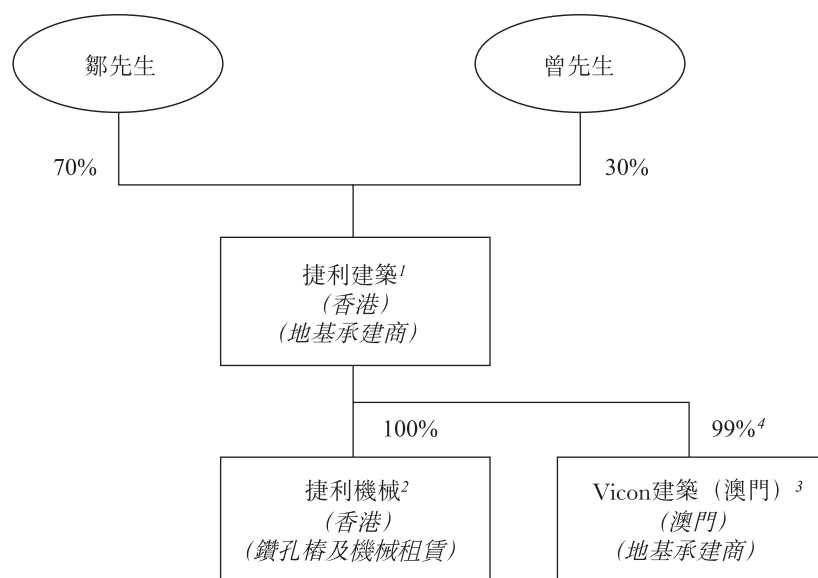 鄒先生
曾先生
70%
30%
捷利建築1
(香港)
(地基承建商)
100%
99%4
捷利機械2
(香港)
(鑽孔樁及機械租賃)
Vicon建築（澳門）3
(澳門)
(地基承建商)